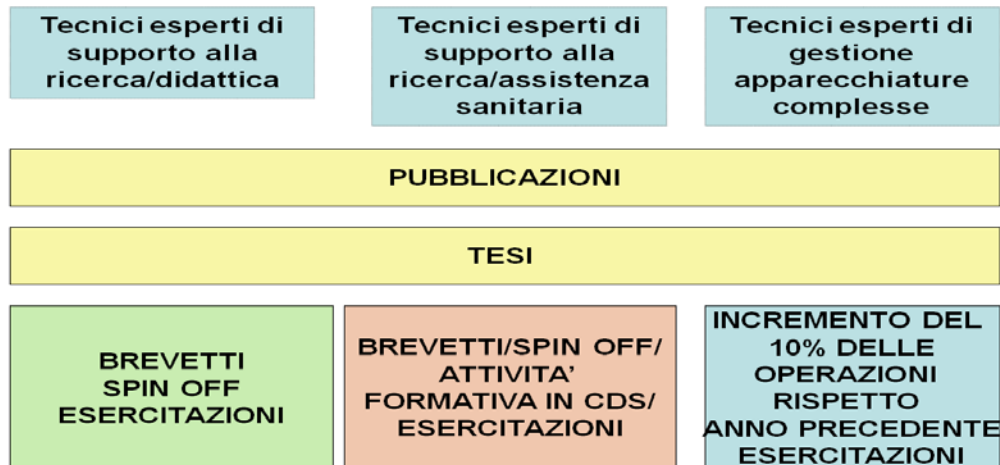 Tecnici esperti di
supporto alla
ricerca/didattica
Tecnici esperti di
supporto alla
ricerca/assistenza
sanitaria
Tecnici esperti di
gestione
apparecchiature
complesse
PUBBLICAZIONI
TESI
BREVETTI
SPIN OFF
ESERCITAZIONI
BREVETTI/SPIN OFF/
ATTIVITA'
FORMATIVA IN CDS/
ESERCITAZIONI
INCREMENTO DEL
10% DELLE
OPERAZIONI
RISPETTO
ANNO PRECEDENTE
ESERCITAZIONI